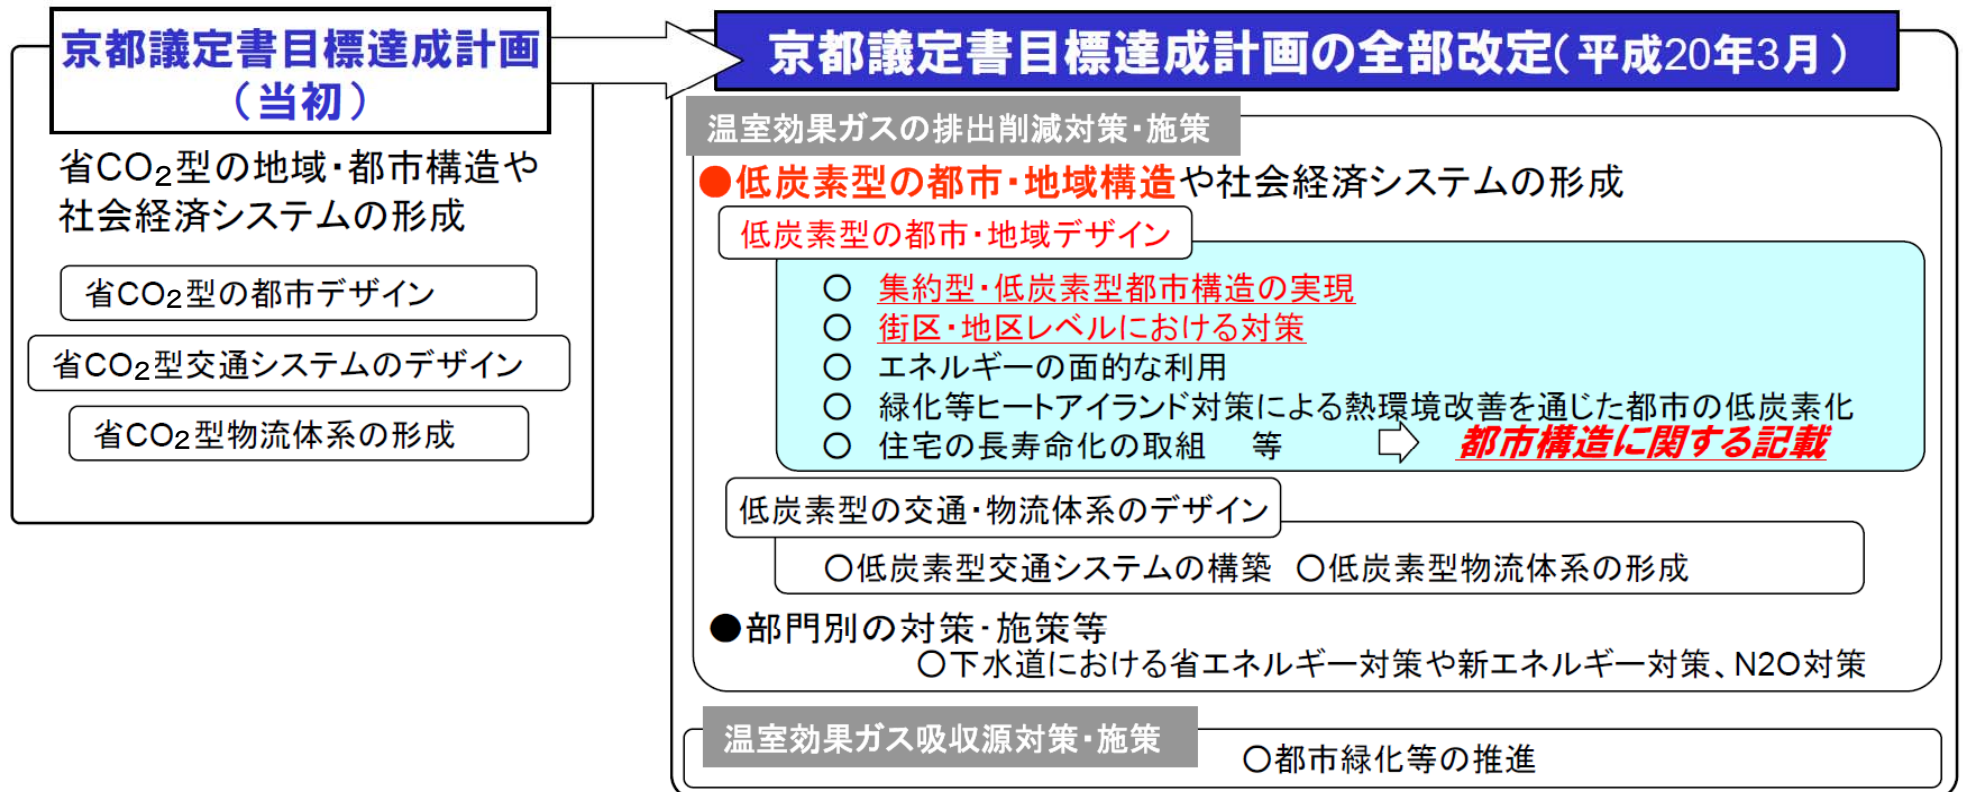 京都議定書目標達成計画
（当初）
省CO₂型の地域・都市構造や
社会経済システムの形成
省CO₂型の都市デザイン
省CO₂型交通システムのデザイン
省CO₂型物流体系の形成
京都議定書目標達成計画の全部改定（平成20年3月）
温室効果ガスの排出削減対策・施策
●低炭素型の都市・地域構造や社会経済システムの形成
低炭素型の都市・地域デザイン
○ 集約型・低炭素型都市構造の実現
○ 街区・地区レベルにおける対策
○ エネルギーの面的な利用
○ 緑化等ヒートアイランド対策による熱環境改善を通じた都市の低炭素化
○ 住宅の長寿命化の取組 等
都市構造に関する記載
低炭素型の交通・物流体系のデザイン
○低炭素型交通システムの構築 ○低炭素型物流体系の形成
●部門別の対策・施策等
○下水道における省エネルギー対策や新エネルギー対策、N2O対策
温室効果ガス吸収源対策・施策
○都市緑化等の推進